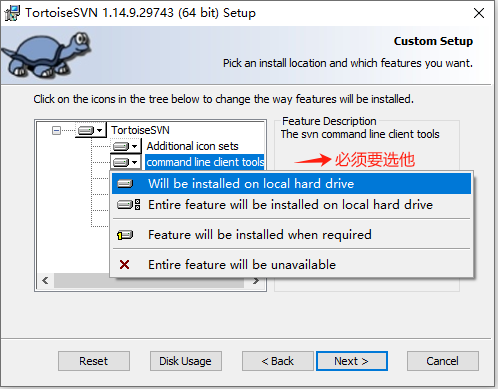 TortoiseSVN 1.14.9.29743 (64 bit) Setup
Custom Setup
Pick an install location and which features you want.
Click on the icons in the tree below to change the way features will be installed.
TortoiseSVN
Additional icon sets
command line client tools
Feature Description
The svn command line client tools
必须要选他
Will be installed on local hard drive
Entire feature will be installed on local hard drive
Feature will be installed when required
Entire feature will be unavailable
Reset
Disk Usage
< Back
Next >
Cancel